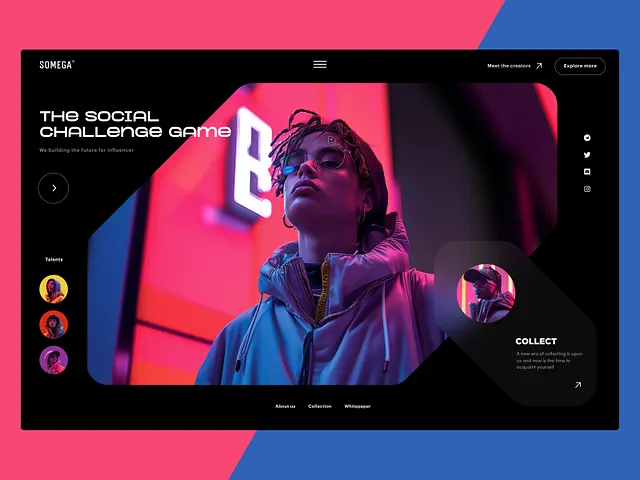 SOMEGA®
Meet the creators
Explore more
THE SOCIAL
CHALLENGE GAME
We building the future for influencer
B
Talents
COLLECT
A new era of collecting is upon
us and now is the time to
acquaint yourself
About us
Collection
Whitepaper